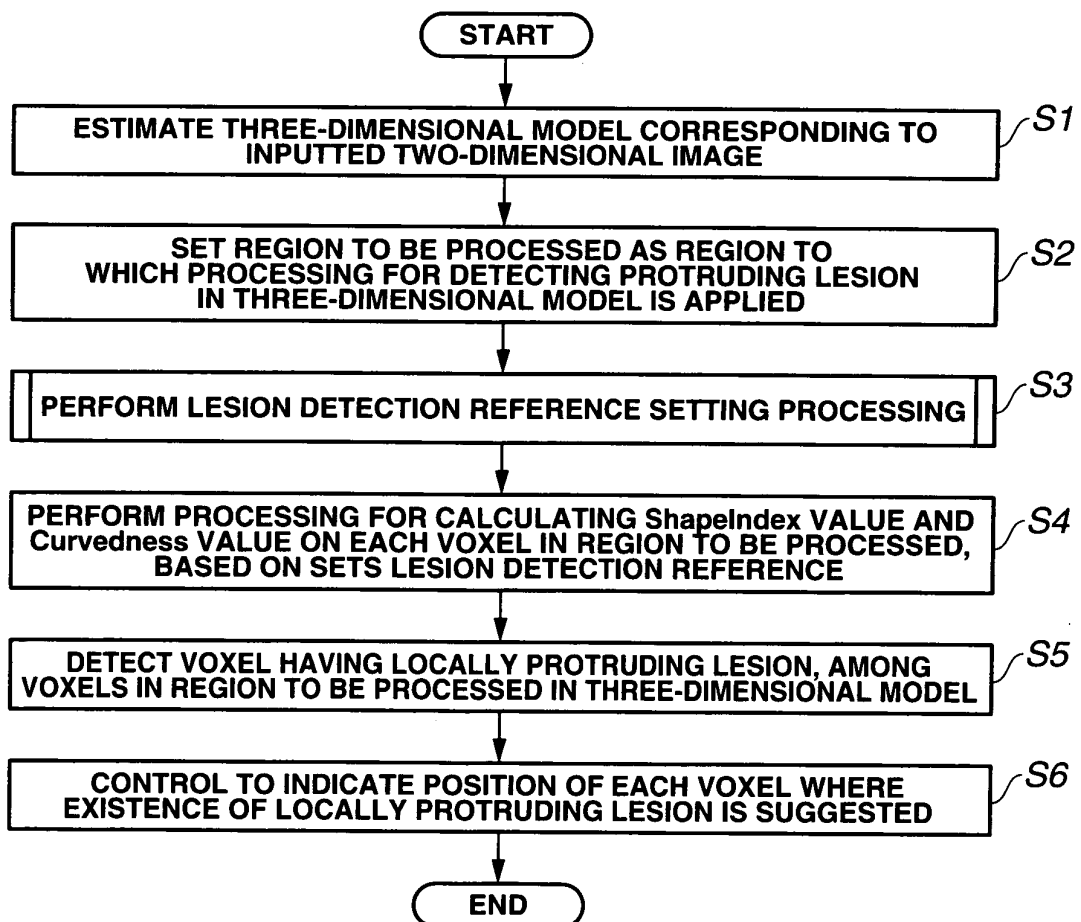 START
ESTIMATE THREE-DIMENSIONAL MODEL CORRESPONDING TO
INPUTTED TWO-DIMENSIONAL IMAGE
S1
SET REGION TO BE PROCESSED AS REGION TO
WHICH PROCESSING FOR DETECTING PROTRUDING LESION
IN THREE-DIMENSIONAL MODEL IS APPLIED
S2
PERFORM LESION DETECTION REFERENCE SETTING PROCESSING
S3
PERFORM PROCESSING FOR CALCULATING ShapeIndex VALUE AND
Curvedness VALUE ON EACH VOXEL IN REGION TO BE PROCESSED,
BASED ON SETS LESION DETECTION REFERENCE
S4
DETECT VOXEL HAVING LOCALLY PROTRUDING LESION, AMONG
VOXELS IN REGION TO BE PROCESSED IN THREE-DIMENSIONAL MODEL
S5
CONTROL TO INDICATE POSITION OF EACH VOXEL WHERE
EXISTENCE OF LOCALLY PROTRUDING LESION IS SUGGESTED
S6
END